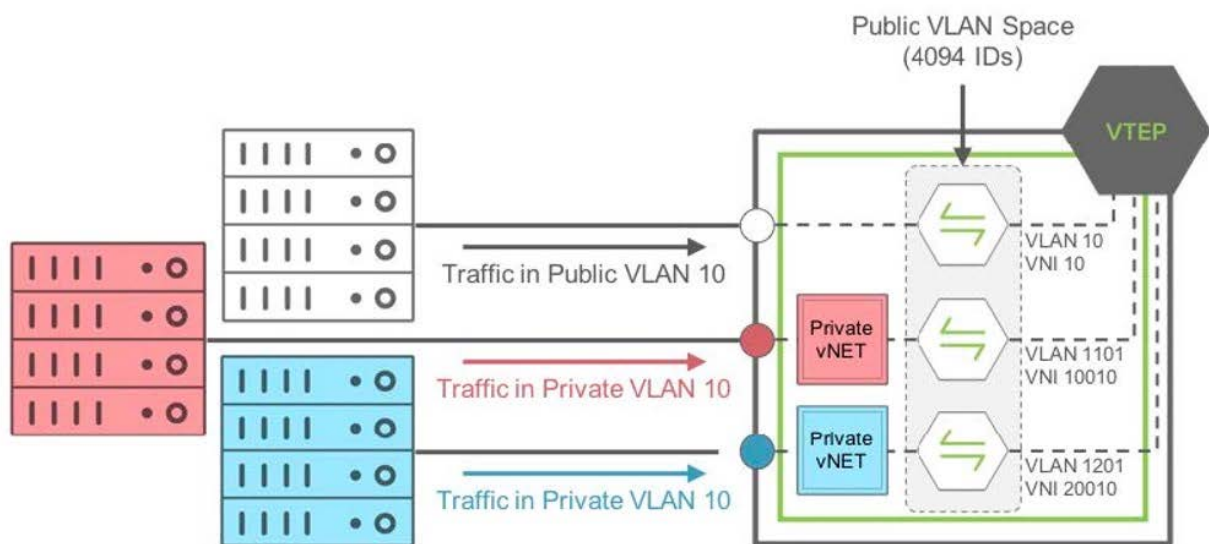 Public VLAN Space
(4094 IDs)
VTEP
Traffic in Public VLAN 10
VLAN 10
VNI 10
Private
vNET
Traffic in Private VLAN 10
VLAN 1101
VNI 10010
Private
vNET
Traffic in Private VLAN 10
VLAN 1201
VNI 20010